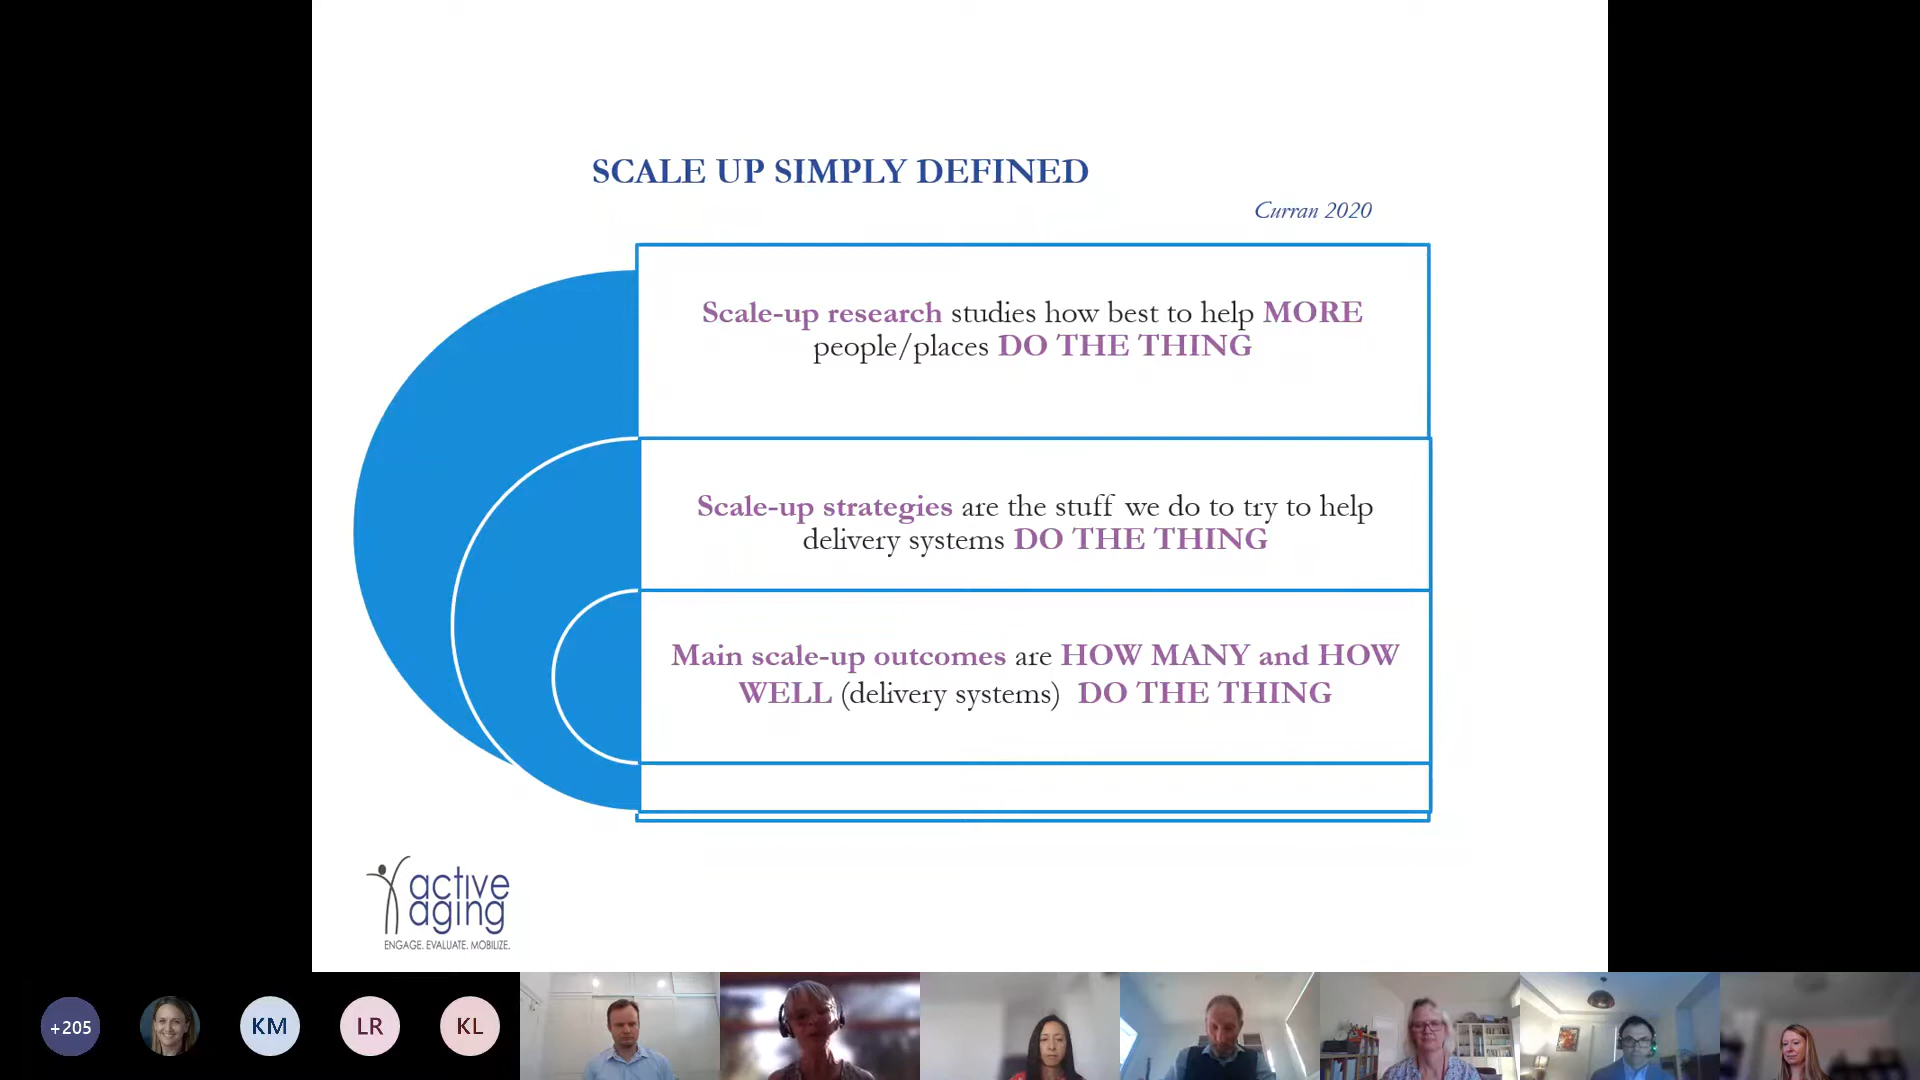 SCALE UP SIMPLY DEFINED
Curran 2020
Scale-up research studies how best to help MORE
people/places DO THE THING
Scale-up strategies are the stuff we do to try to help
delivery systems DO THE THING
Main scale-up outcomes are HOW MANY and HOW
WELL (delivery systems) DO THE THING
active
aging
ENGAGE. EVALUATE. MOBILIZE.
+205
KM
LR
KL